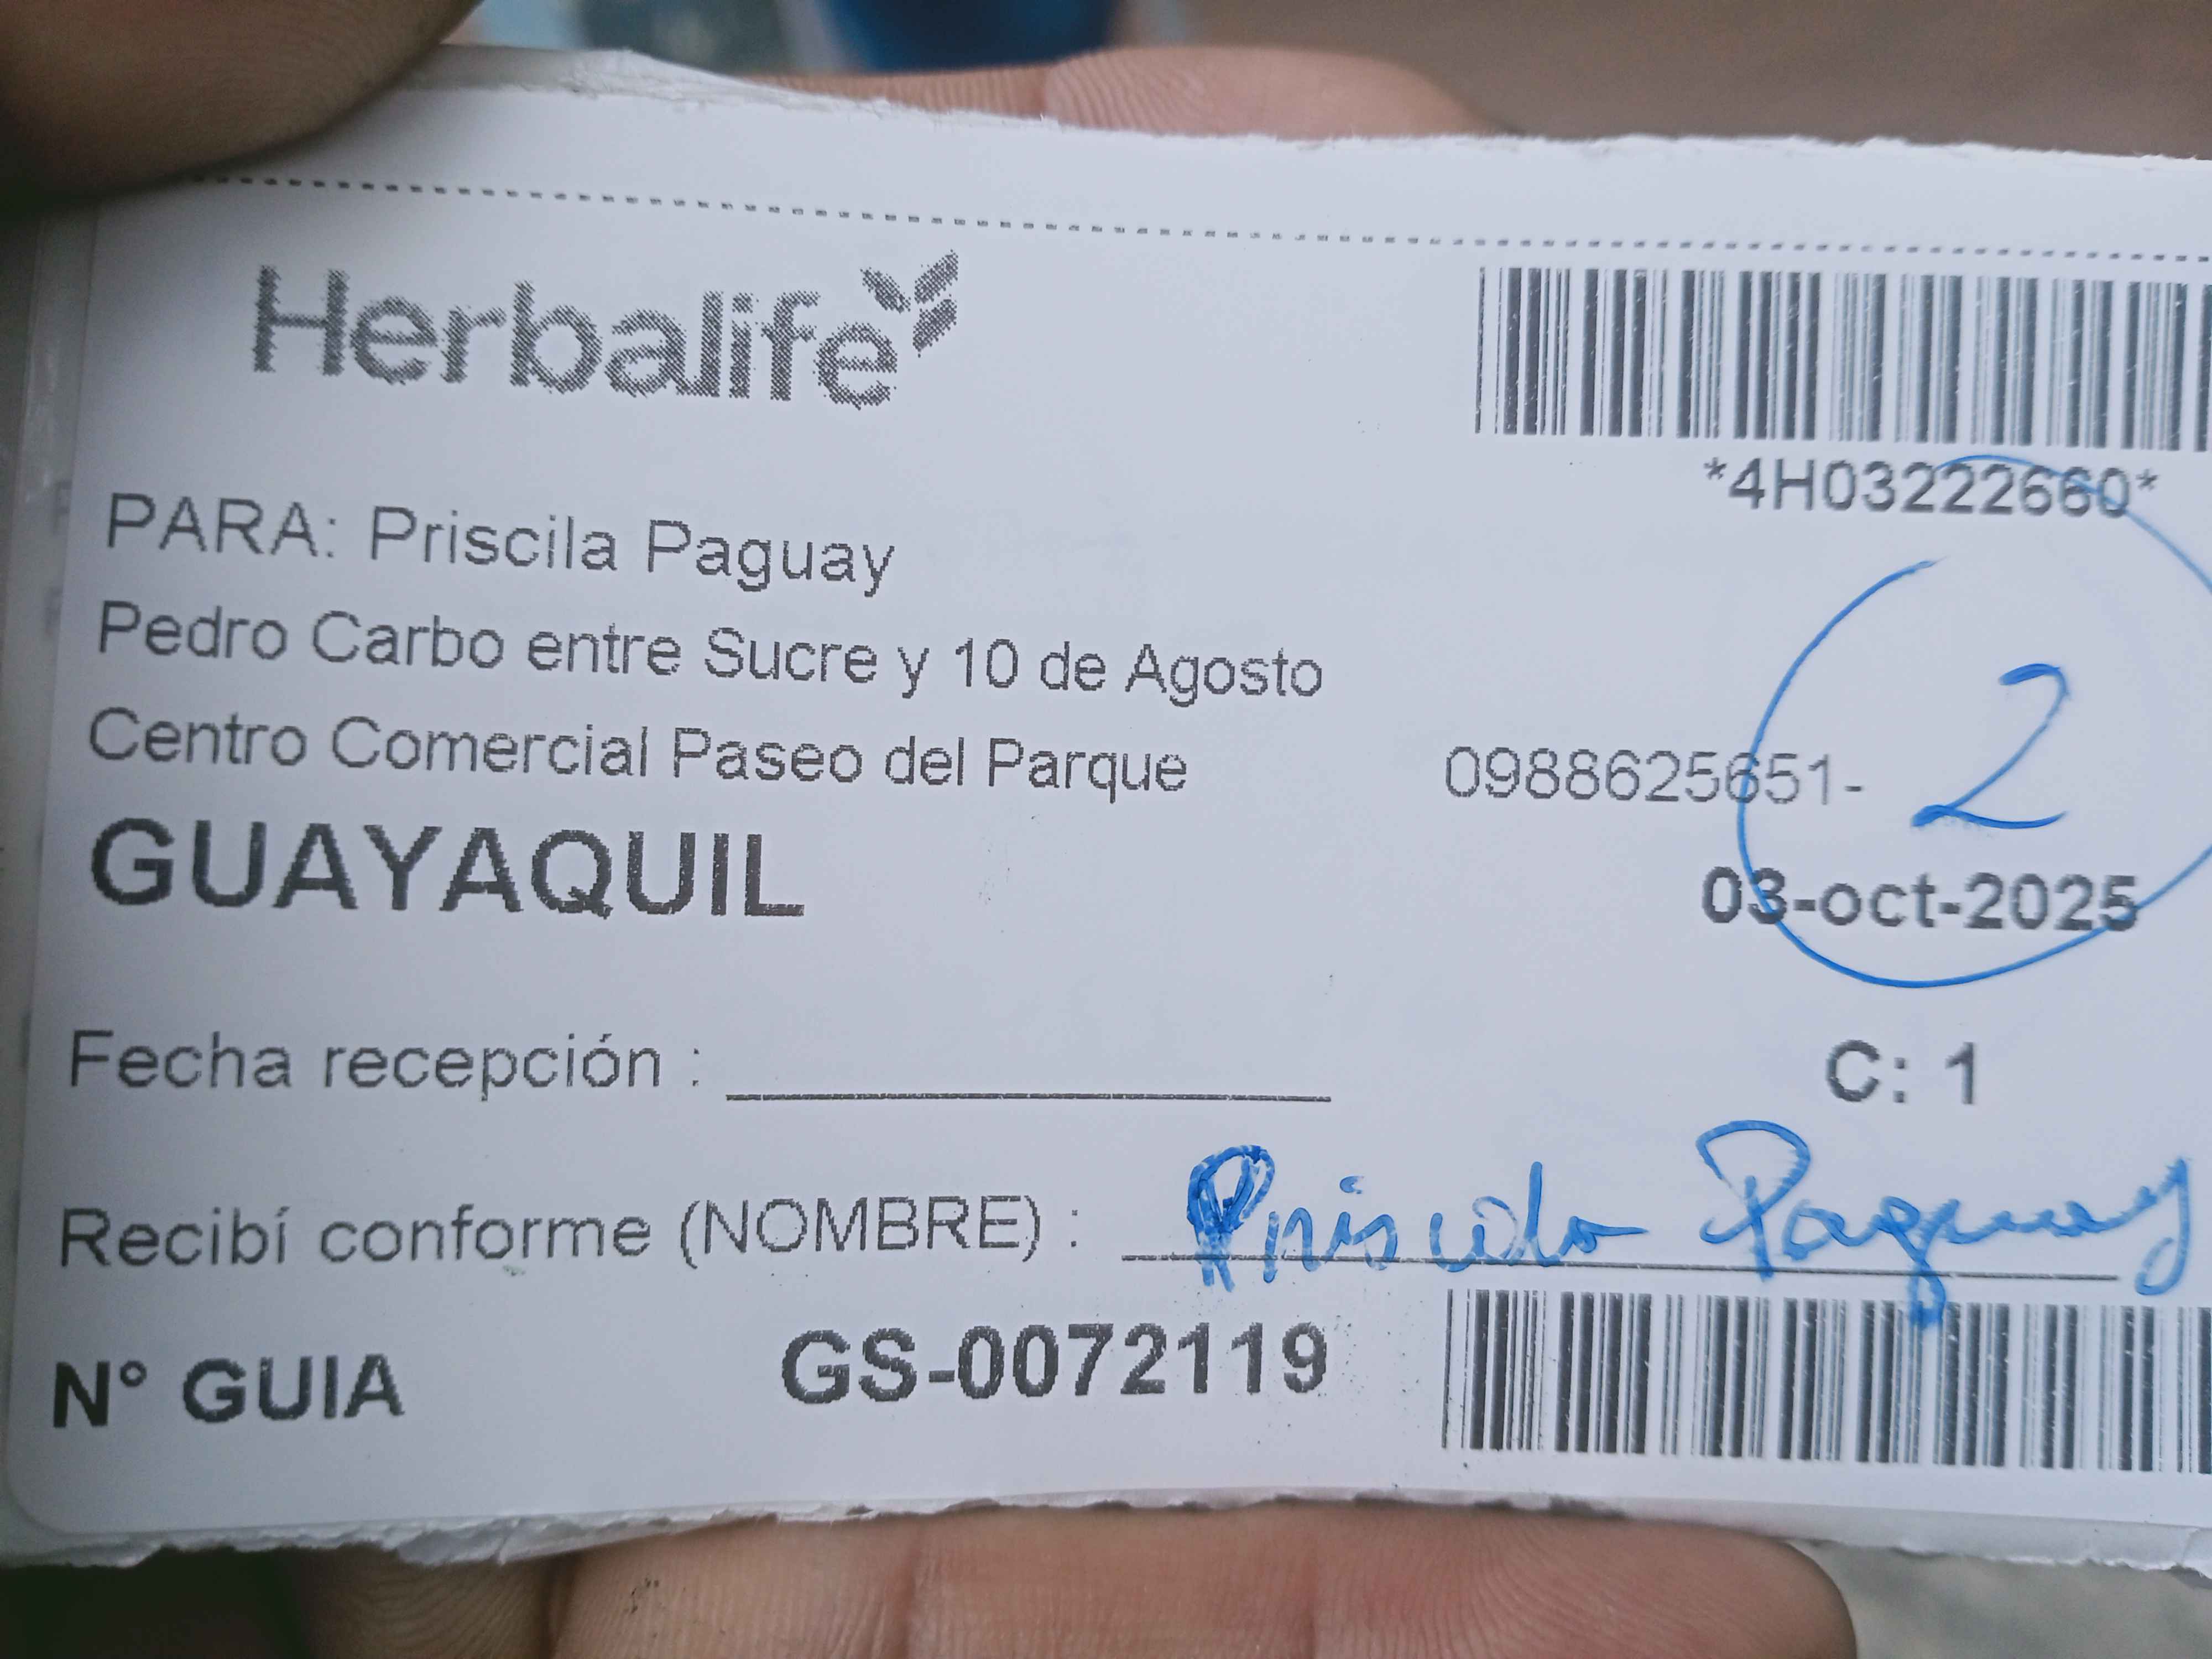 Herbalife
*4H03222660*
PARA: Priscila Paguay
Pedro Carbo entre Sucre y 10 de Agosto
Centro Comercial Paseo del Parque 0988625651-
2
GUAYAQUIL 03-oct-2025
Fecha recepción : C: 1
Recibí conforme (NOMBRE) : Priscila Paguay
N° GUIA GS-0072119